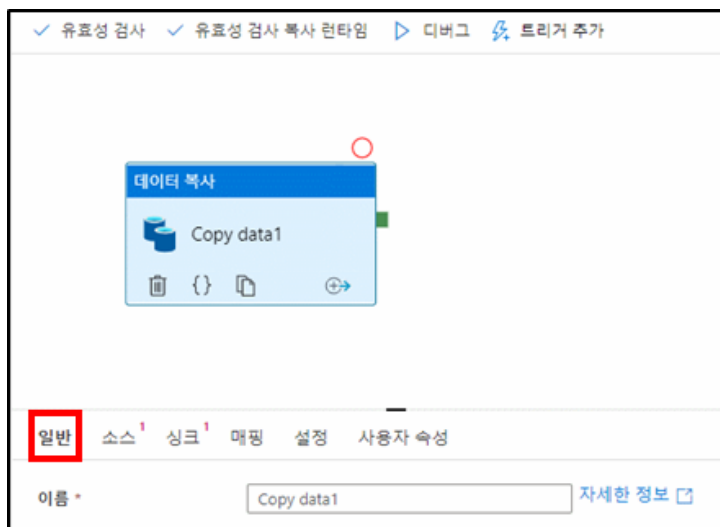 유효성 검사 유효성 검사 복사 런타임 디버그 트리거 추가
데이터 복사
Copy data1
{}
일반 소스 1 싱크 1 매핑 설정 사용자 속성
이름 * Copy data1 자세한 정보